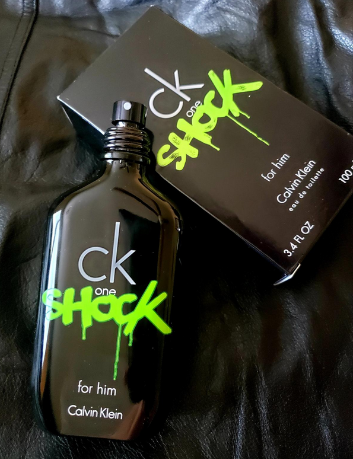 ck
one
SHOCK
for him
Calvin Klein
eau de toilette
3.4 FL OZ
100
ck
one
SHOCK
for him
Calvin Klein